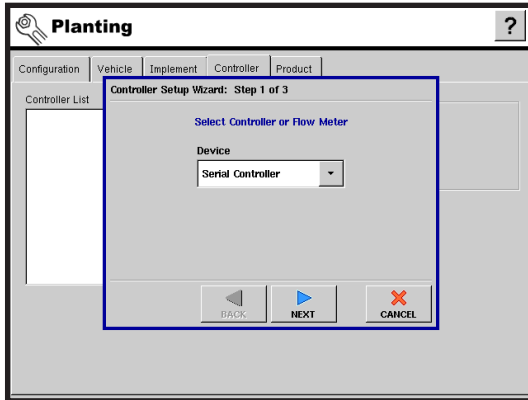 Planting
?
Configuration Vehicle Implement Controller Product
Controller List
Controller Setup Wizard: Step 1 of 3
Select Controller or Flow Meter
Device
Serial Controller
BACK NEXT CANCEL